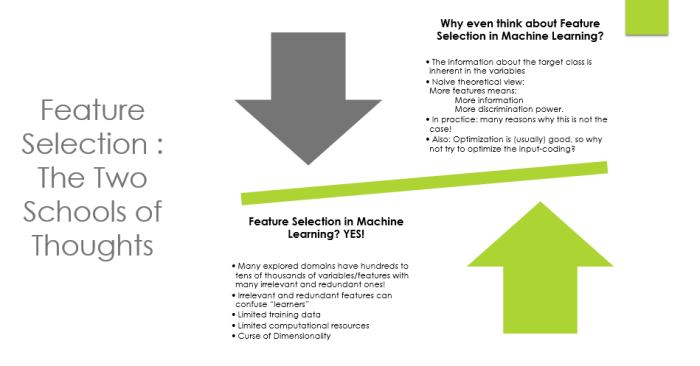 Feature
Selection :
The Two
Schools of
Thoughts
Why even think about Feature
Selection in Machine Learning?
• The information about the target class is
inherent in the variables
• Naïve theoretical view:
More features means:
More information
More discrimination power.
• In practice: many reasons why this is not the
case!
• Also: Optimization is (usually) good, so why
not try to optimize the input-coding?
Feature Selection in Machine
Learning? YES!
• Many explored domains have hundreds to
tens of thousands of variables/features with
many irrelevant and redundant ones!
• Irrelevant and redundant features can
confuse "learners"
• Limited training data
• Limited computational resources
• Curse of Dimensionality